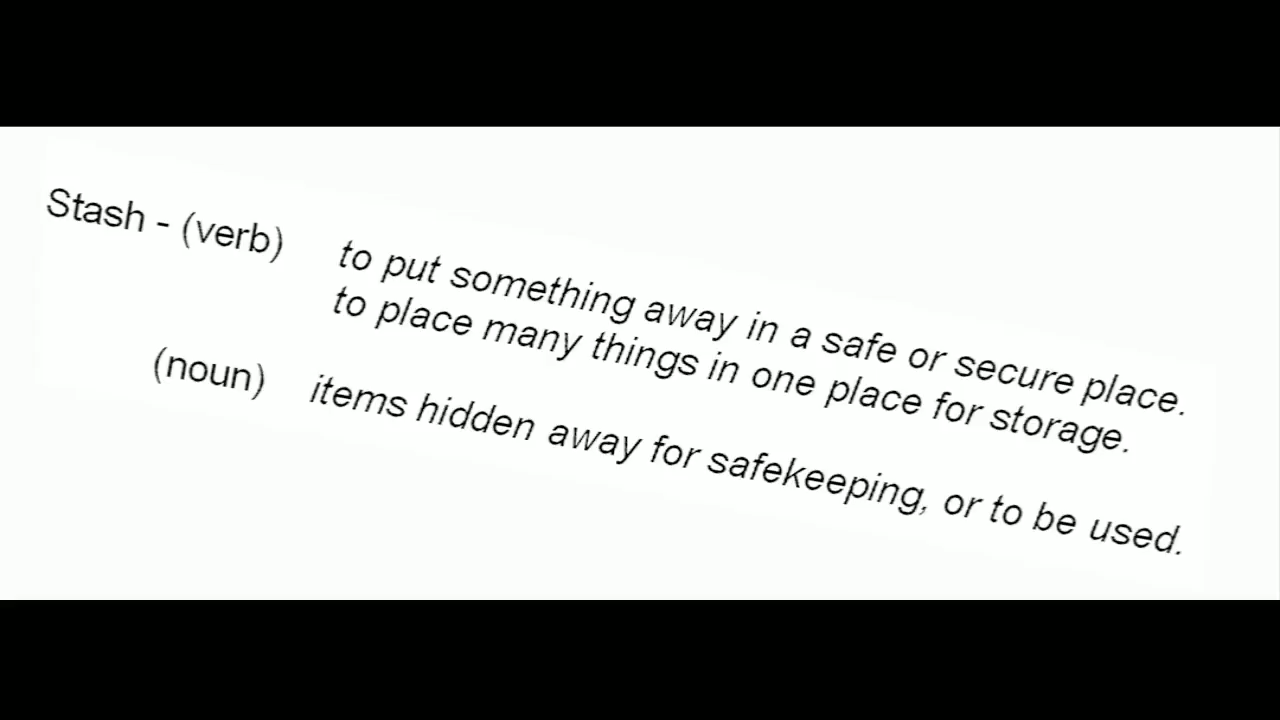 Stash - (verb) to put something away in a safe or secure place.
to place many things in one place for storage.
(noun) items hidden away for safekeeping, or to be used.